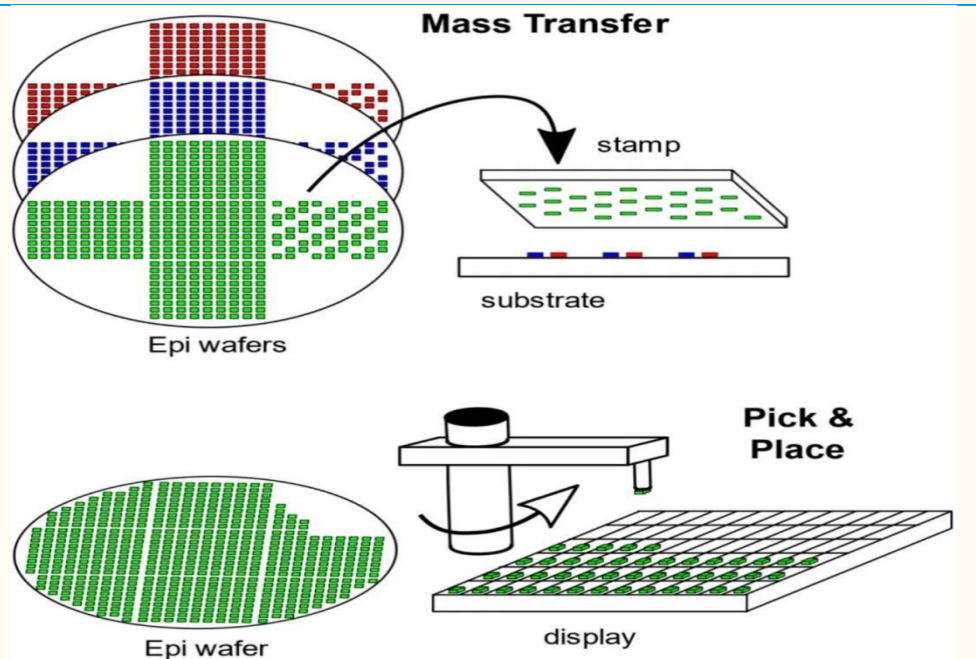 Mass Transfer
stamp
substrate
Epi wafers
Pick &
Place
display
Epi wafer